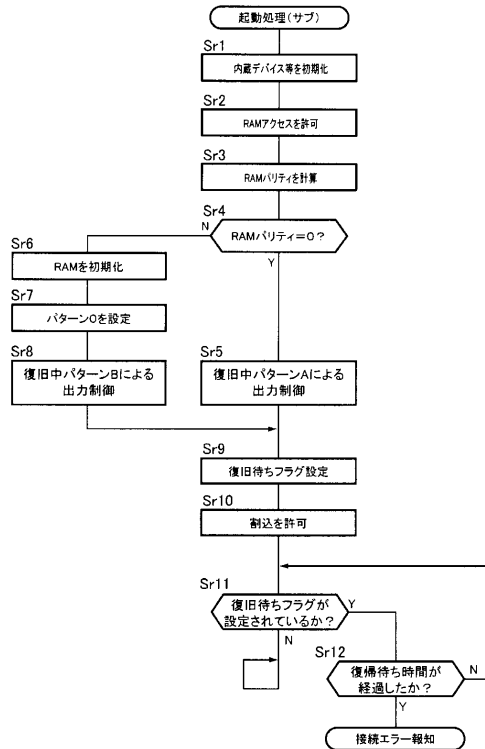 起動処理(サブ)
Sr1
内蔵デバイス等を初期化
Sr2
RAMアクセスを許可
Sr3
RAMパリティを計算
Sr4
N
RAMパリティ=0?
Y
Sr6
RAMを初期化
Sr7
パターン0を設定
Sr8
復旧中パターンBによる
出力制御
Sr5
復旧中パターンAによる
出力制御
Sr9
復旧待ちフラグ設定
Sr10
割込を許可
Sr11
復旧待ちフラグが
設定されているか?
Y
N
Sr12
復帰待ち時間が
経過したか?
N
Y
接続エラー報知